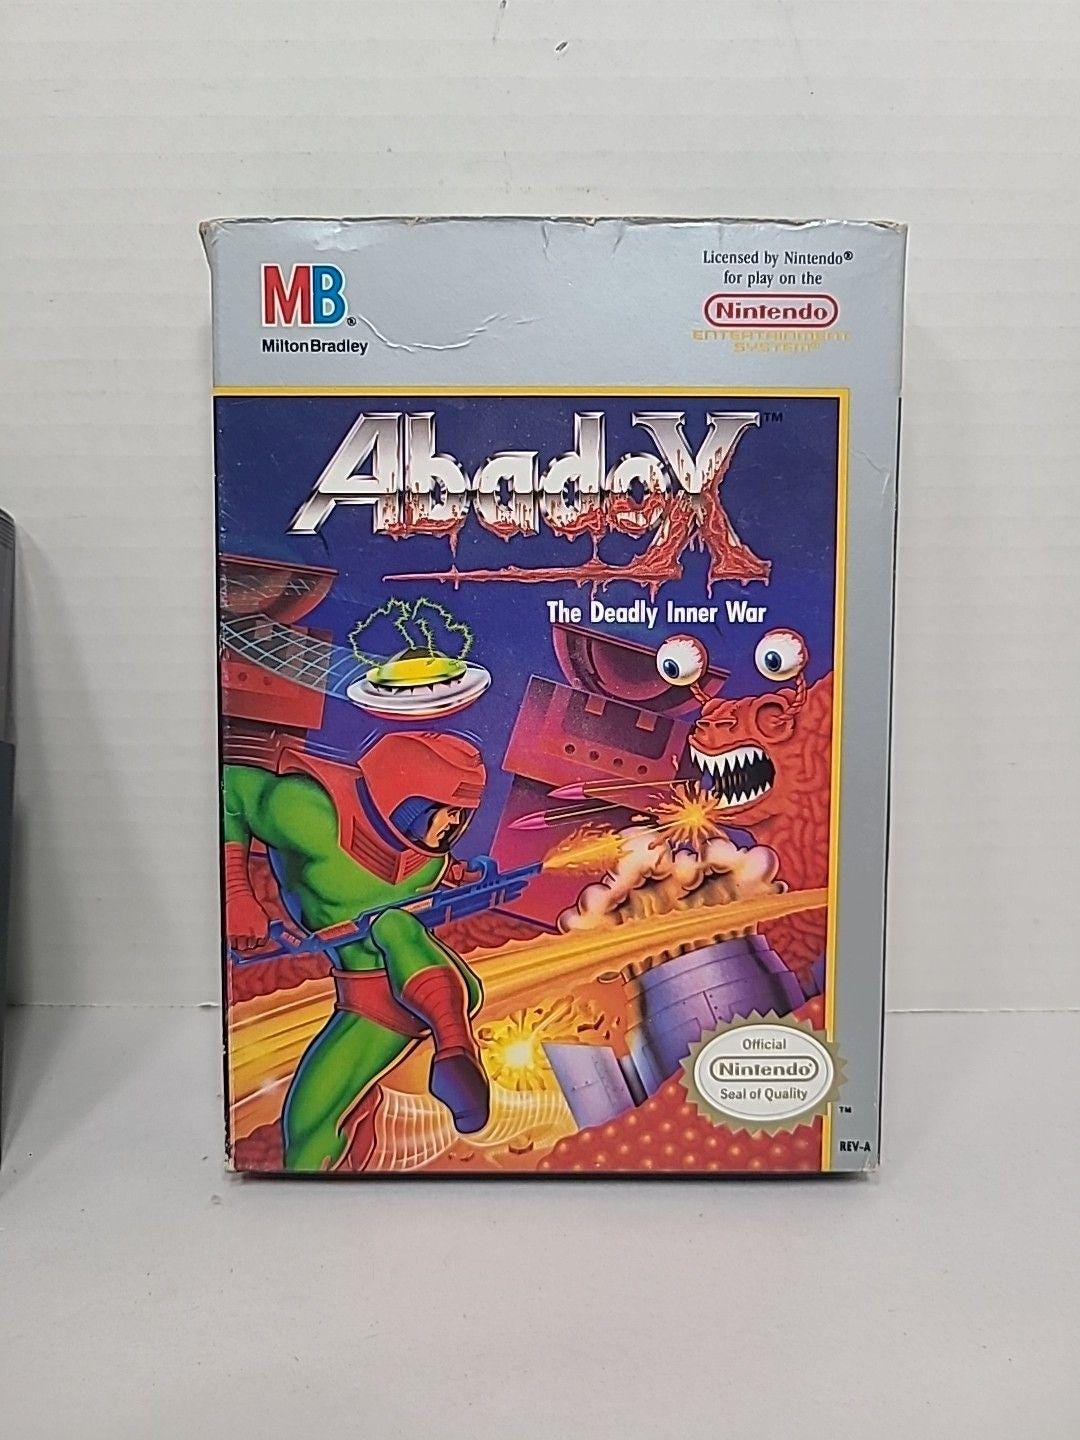 MB®
MiltonBradley
Licensed by Nintendo®
for play on the
Nintendo®
ENTERTAINMENT
SYSTEM®
Abadox™
The Deadly Inner War
Official
Nintendo®
Seal of Quality
™
REV-A